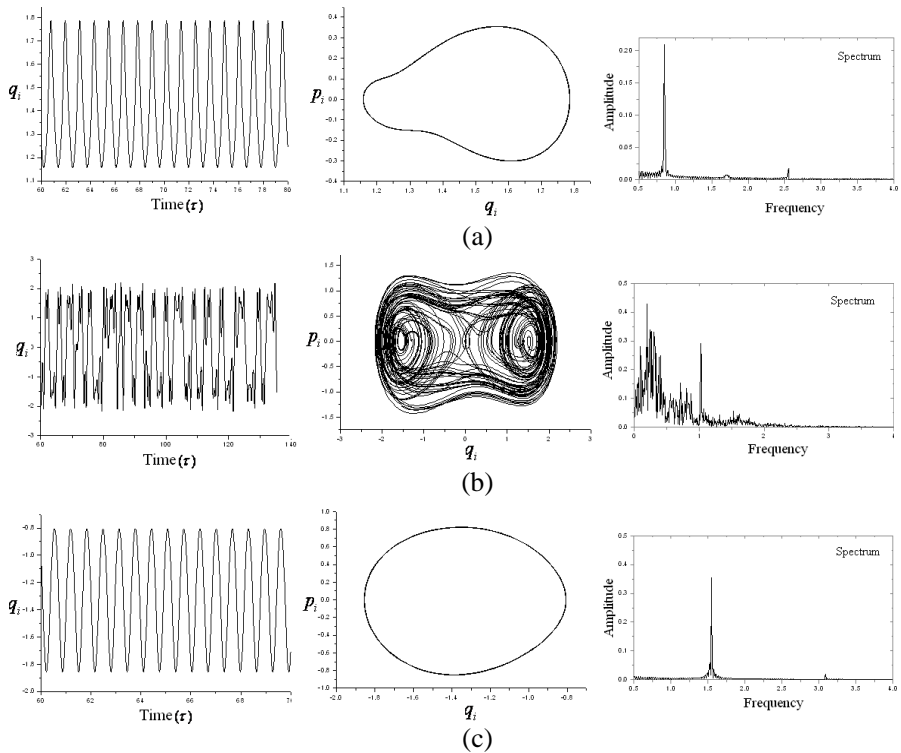 1.8
1.7
1.6
1.5
1.4
1.3
1.2
1.1
q_i
60 62 64 66 68 70 72 74 76 78 80
Time(τ)
0.4
0.3
0.2
0.1
0.0
-0.1
-0.2
-0.3
-0.4
p_i
1.1 1.2 1.3 1.4 1.5 1.6 1.7 1.8
q_i
Spectrum
Amplitude
0.20
0.15
0.10
0.05
0.00
0.5 1.0 1.5 2.0 2.5 3.0 3.5 4.0
Frequency
(a)
3
2
1
0
-1
-2
-3
q_i
60 80 100 120 140
Time(τ)
1.5
1.0
0.5
0.0
-0.5
-1.0
-1.5
p_i
-3 -2 -1 0 1 2 3
q_i
Spectrum
Amplitude
0.5
0.4
0.3
0.2
0.1
0.0
0 1 2 3 4
Frequency
(b)
-0.8
-1.0
-1.2
-1.4
-1.6
-1.8
-2.0
q_i
60 62 64 66 68 70
Time(τ)
1.0
0.8
0.6
0.4
0.2
0.0
-0.2
-0.4
-0.6
-0.8
-1.0
p_i
-2.0 -1.8 -1.6 -1.4 -1.2 -1.0 -0.8
q_i
Spectrum
Amplitude
0.5
0.4
0.3
0.2
0.1
0.0
0.5 1.0 1.5 2.0 2.5 3.0 3.5 4.0
Frequency
(c)